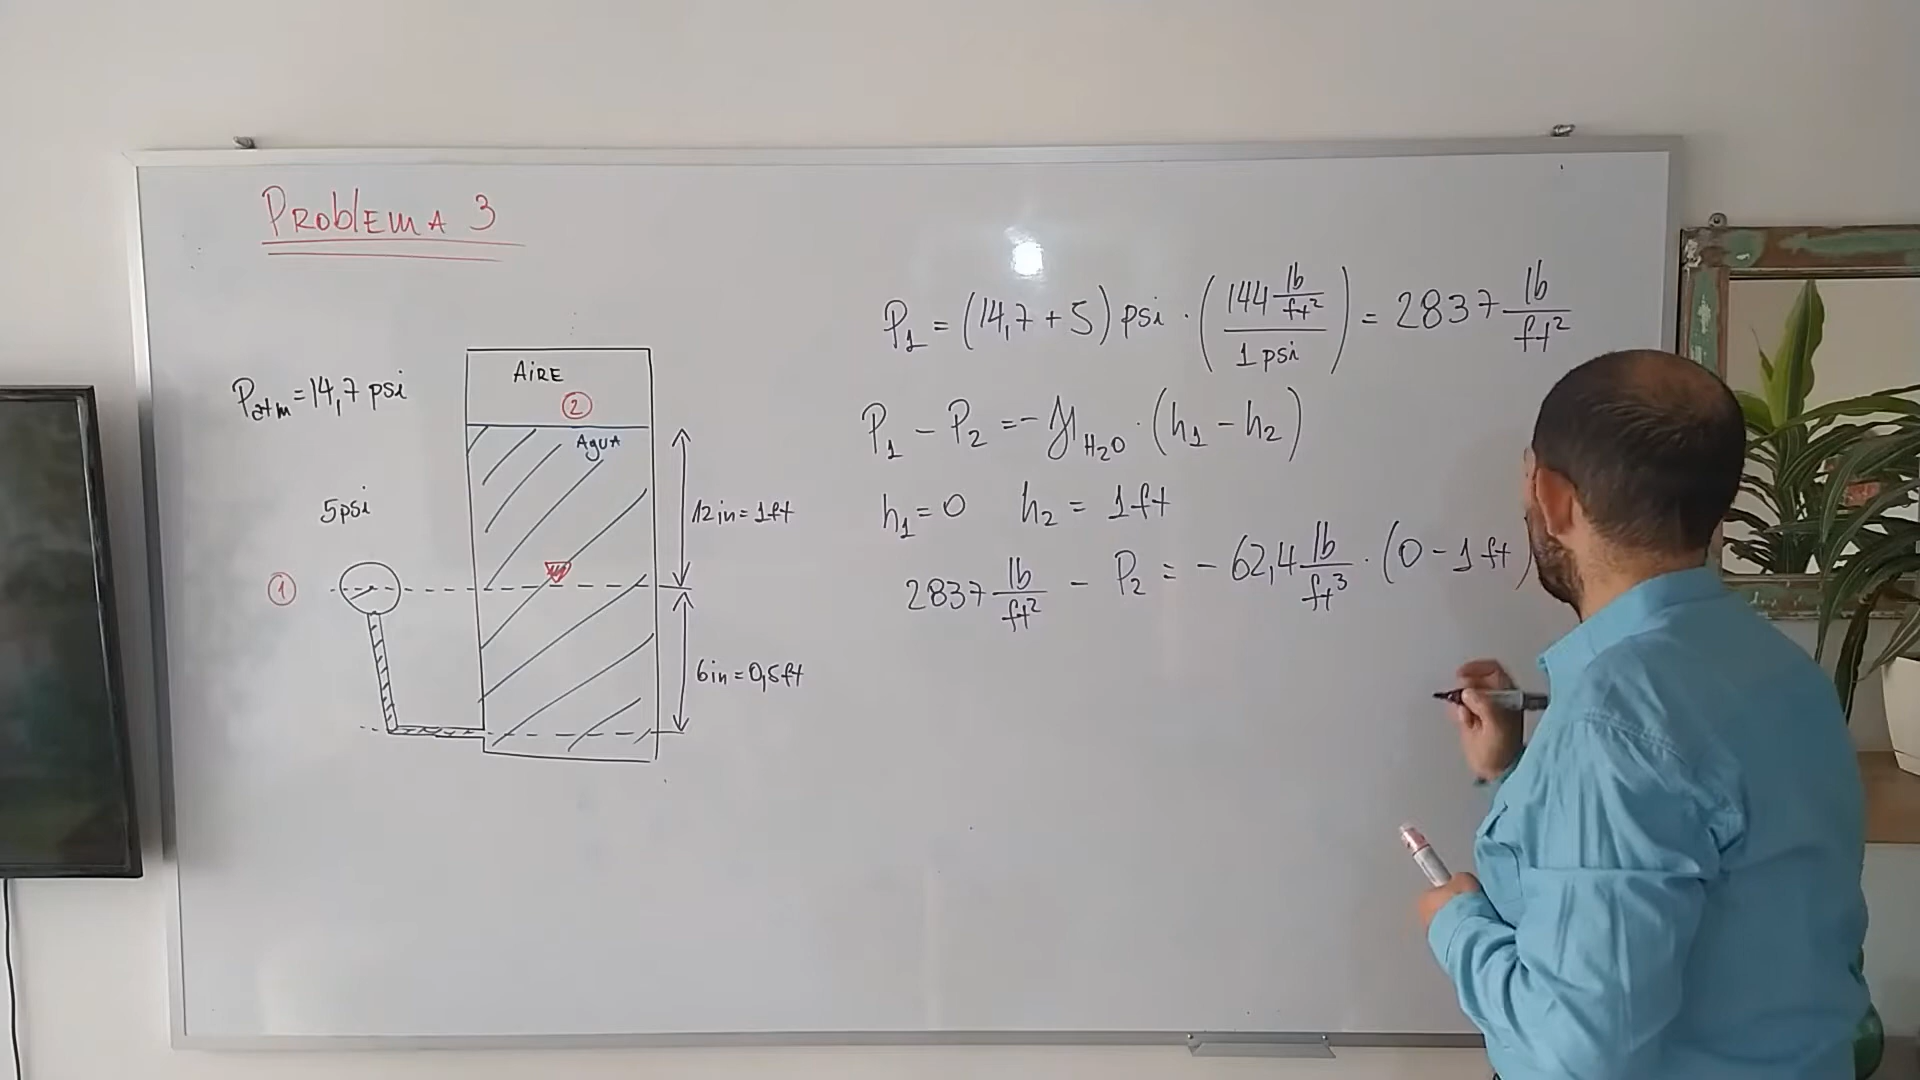 Problema 3
Patm = 14,7 psi
5psi
①
AIRE
②
AGUA
12 in = 1ft
6in = 0,5ft
P₁ = (14,7 + 5) psi · (144 lb/ft² / 1 psi) = 2837 lb/ft²
P₁ - P₂ = - γH₂O · (h₁ - h₂)
h₁ = 0 h₂ = 1ft
2837 lb/ft² - P₂ = - 62,4 lb/ft³ · (0 - 1 ft)